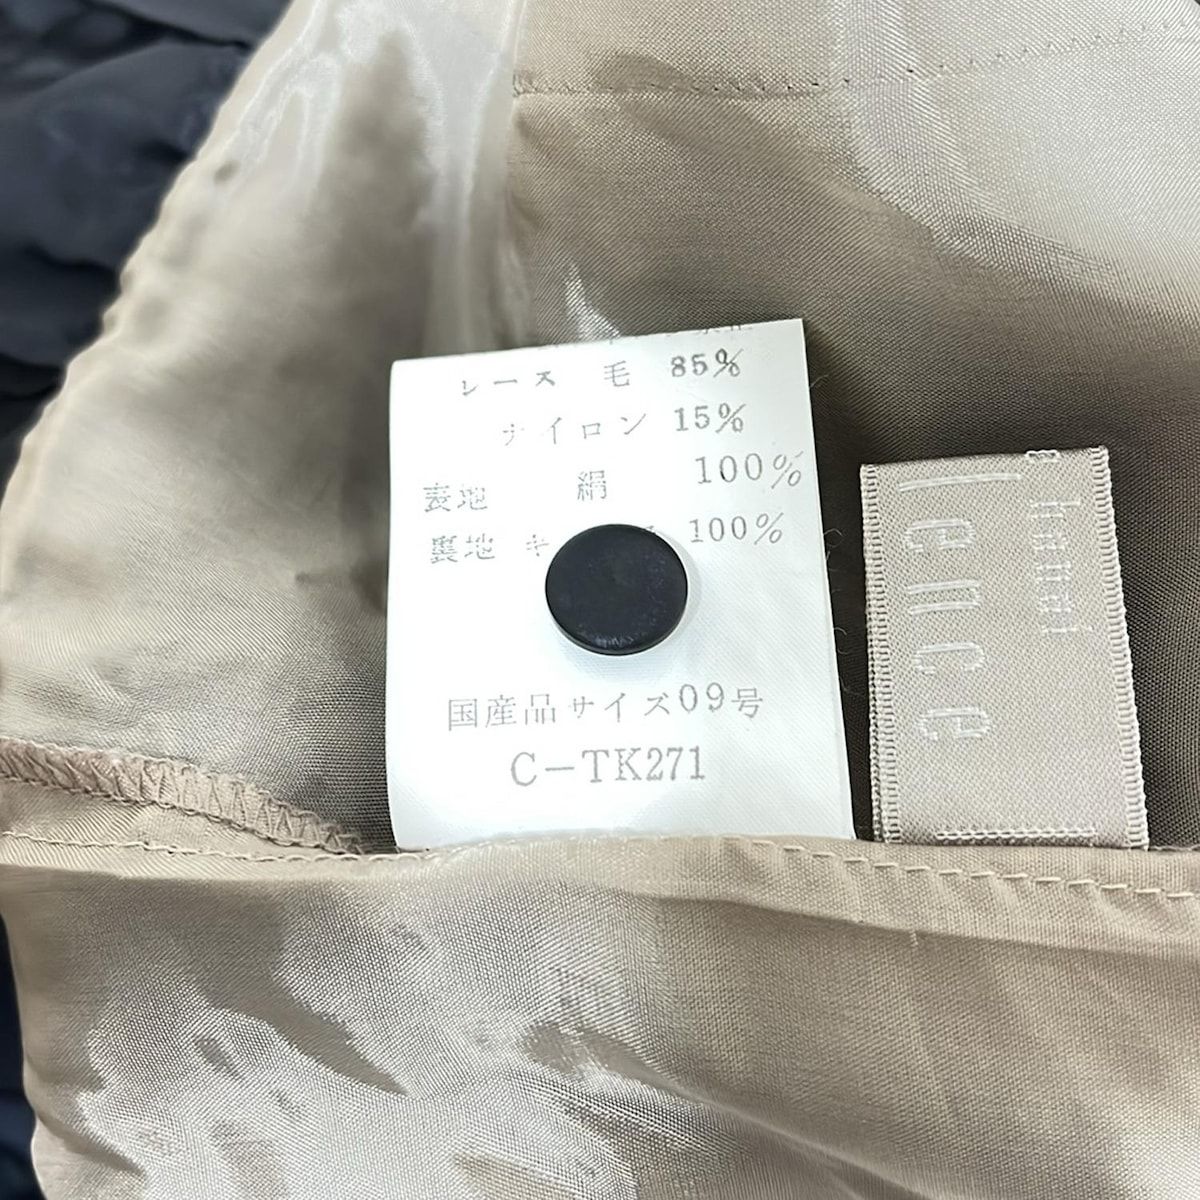 レース 毛 85%
ナイロン 15%
表地 絹 100%
裏地 キ 100%
国産品サイズ09号
C-TK271
lence